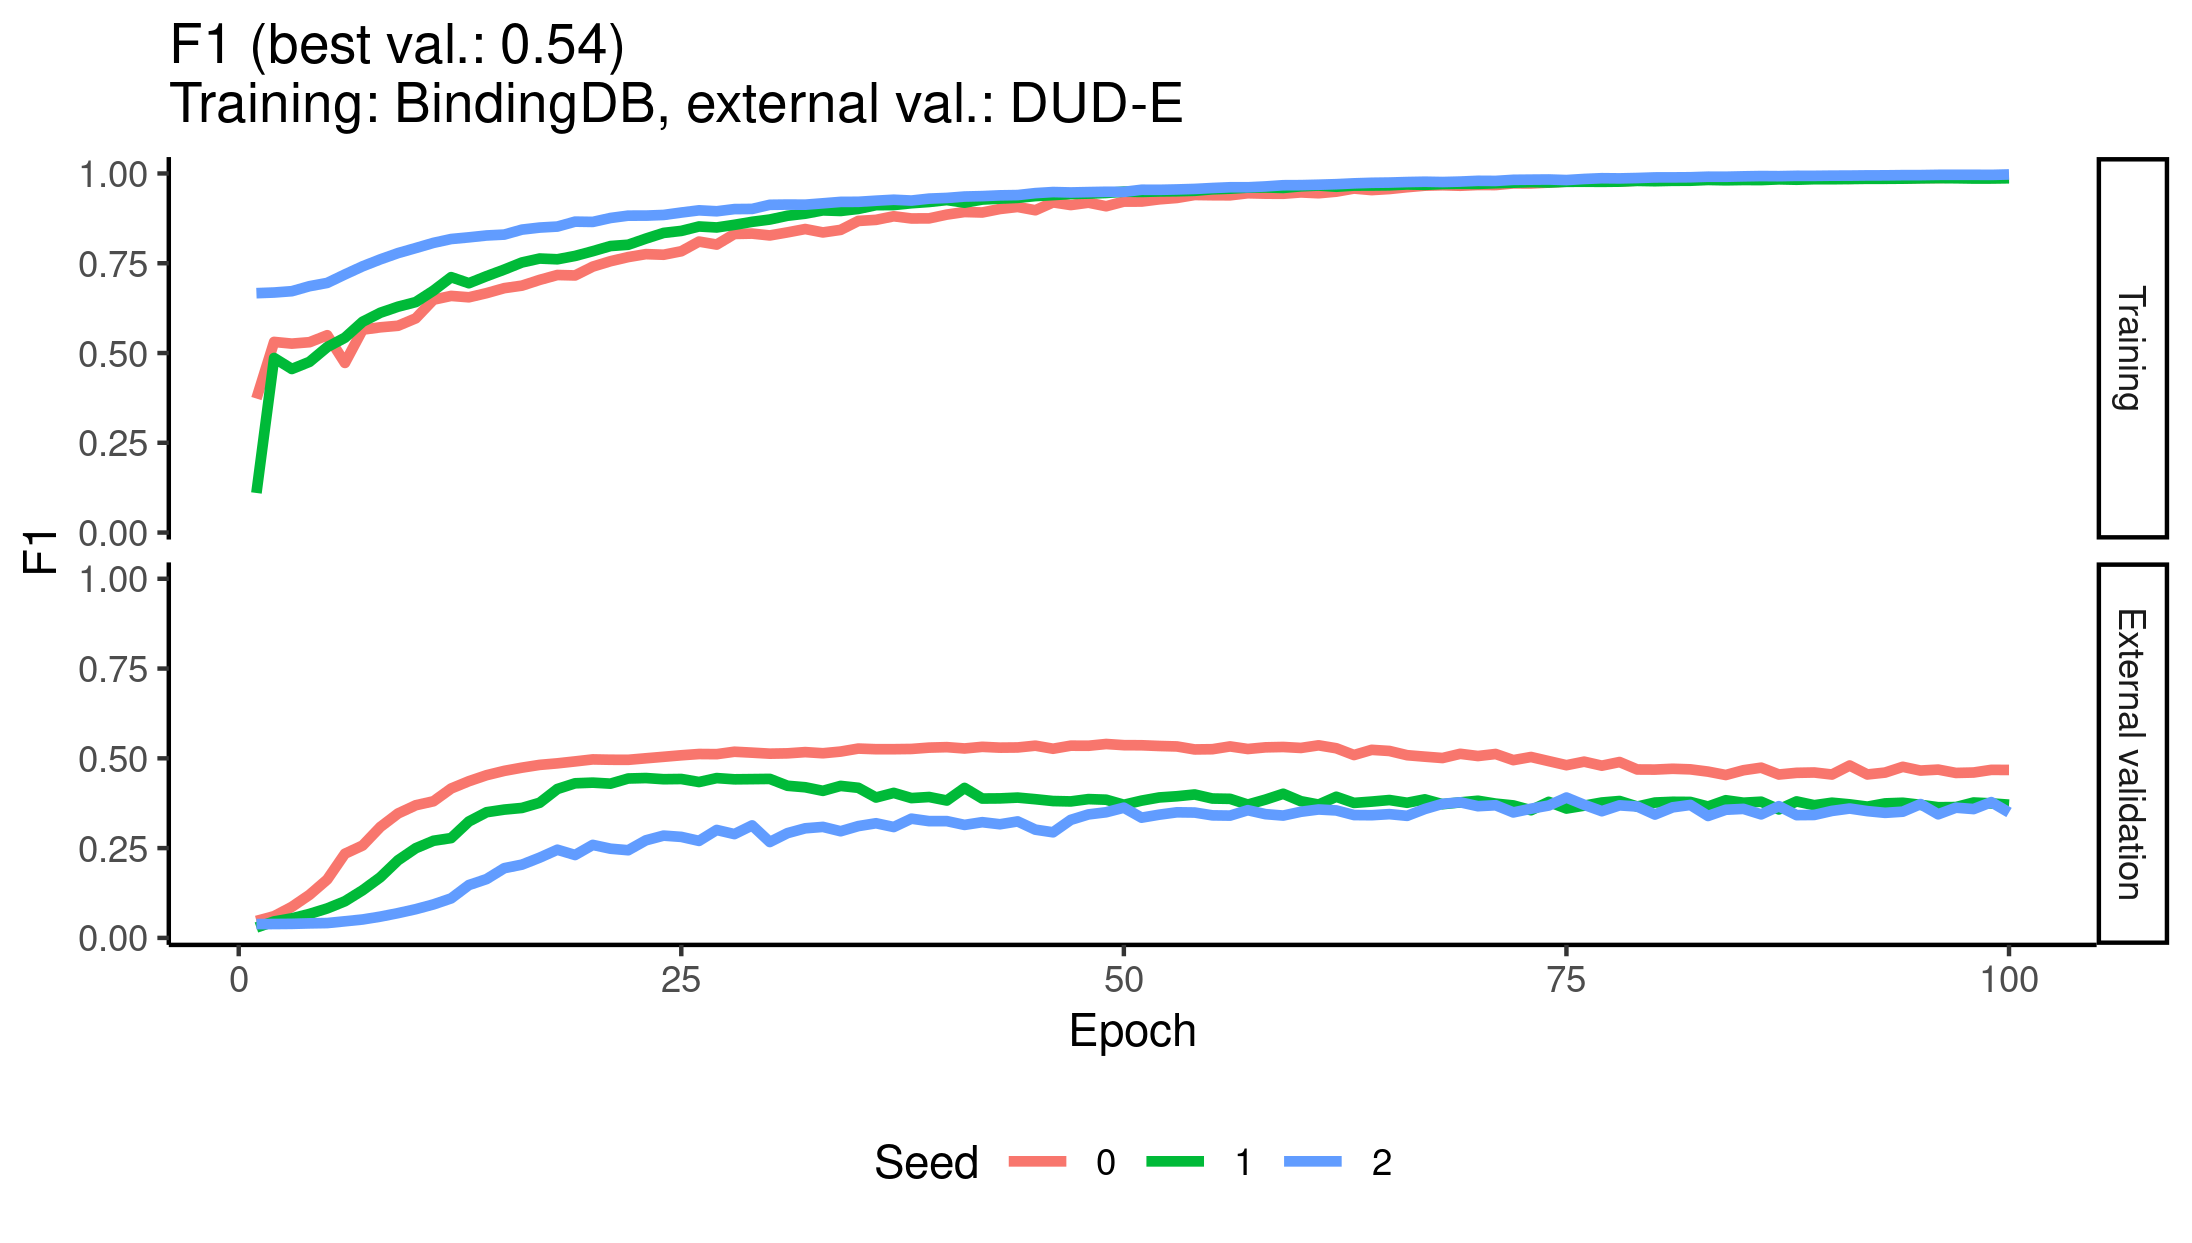 F1 (best val.: 0.54)
Training: BindingDB, external val.: DUD-E
F1
1.00
0.75
0.50
0.25
0.00
Training
1.00
0.75
0.50
0.25
0.00
External validation
0 25 50 75 100
Epoch
Seed 0 1 2